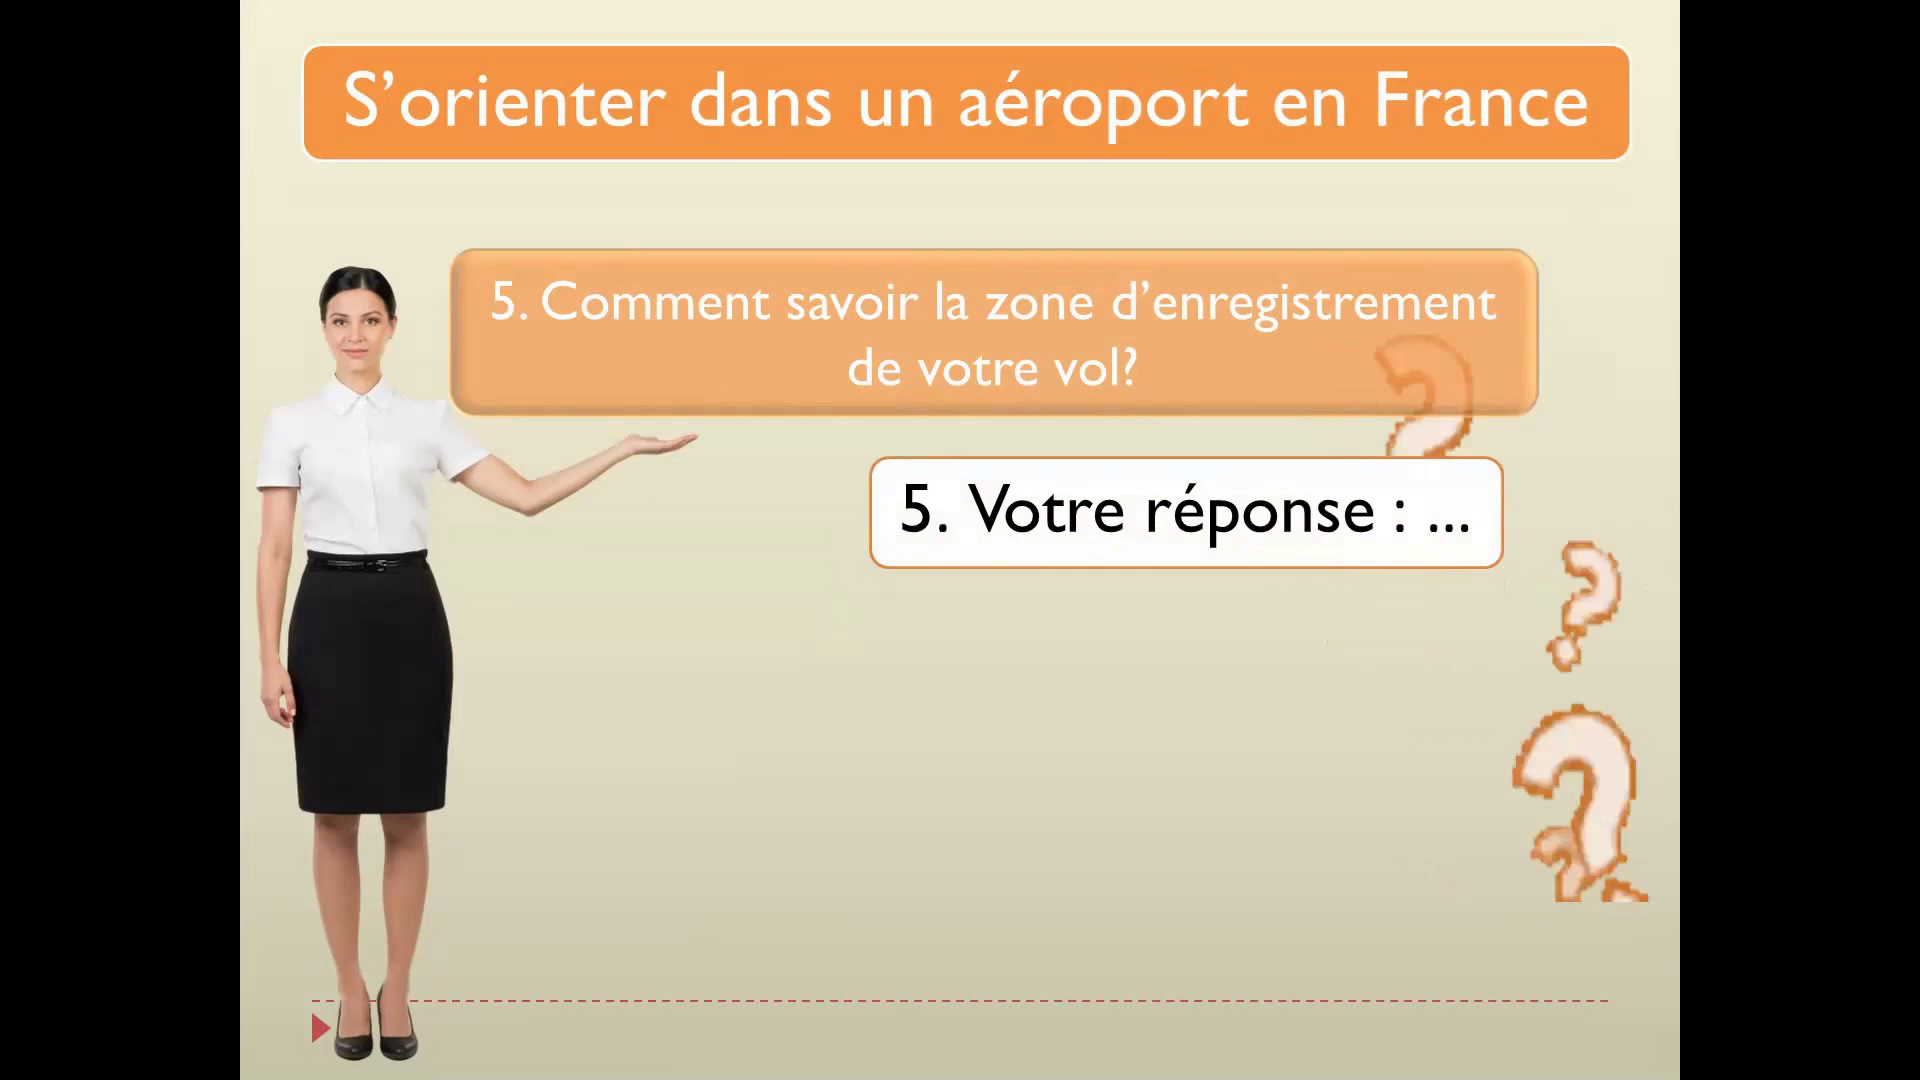 S’orienter dans un aéroport en France
5. Comment savoir la zone d’enregistrement
de votre vol?
5. Votre réponse : ...